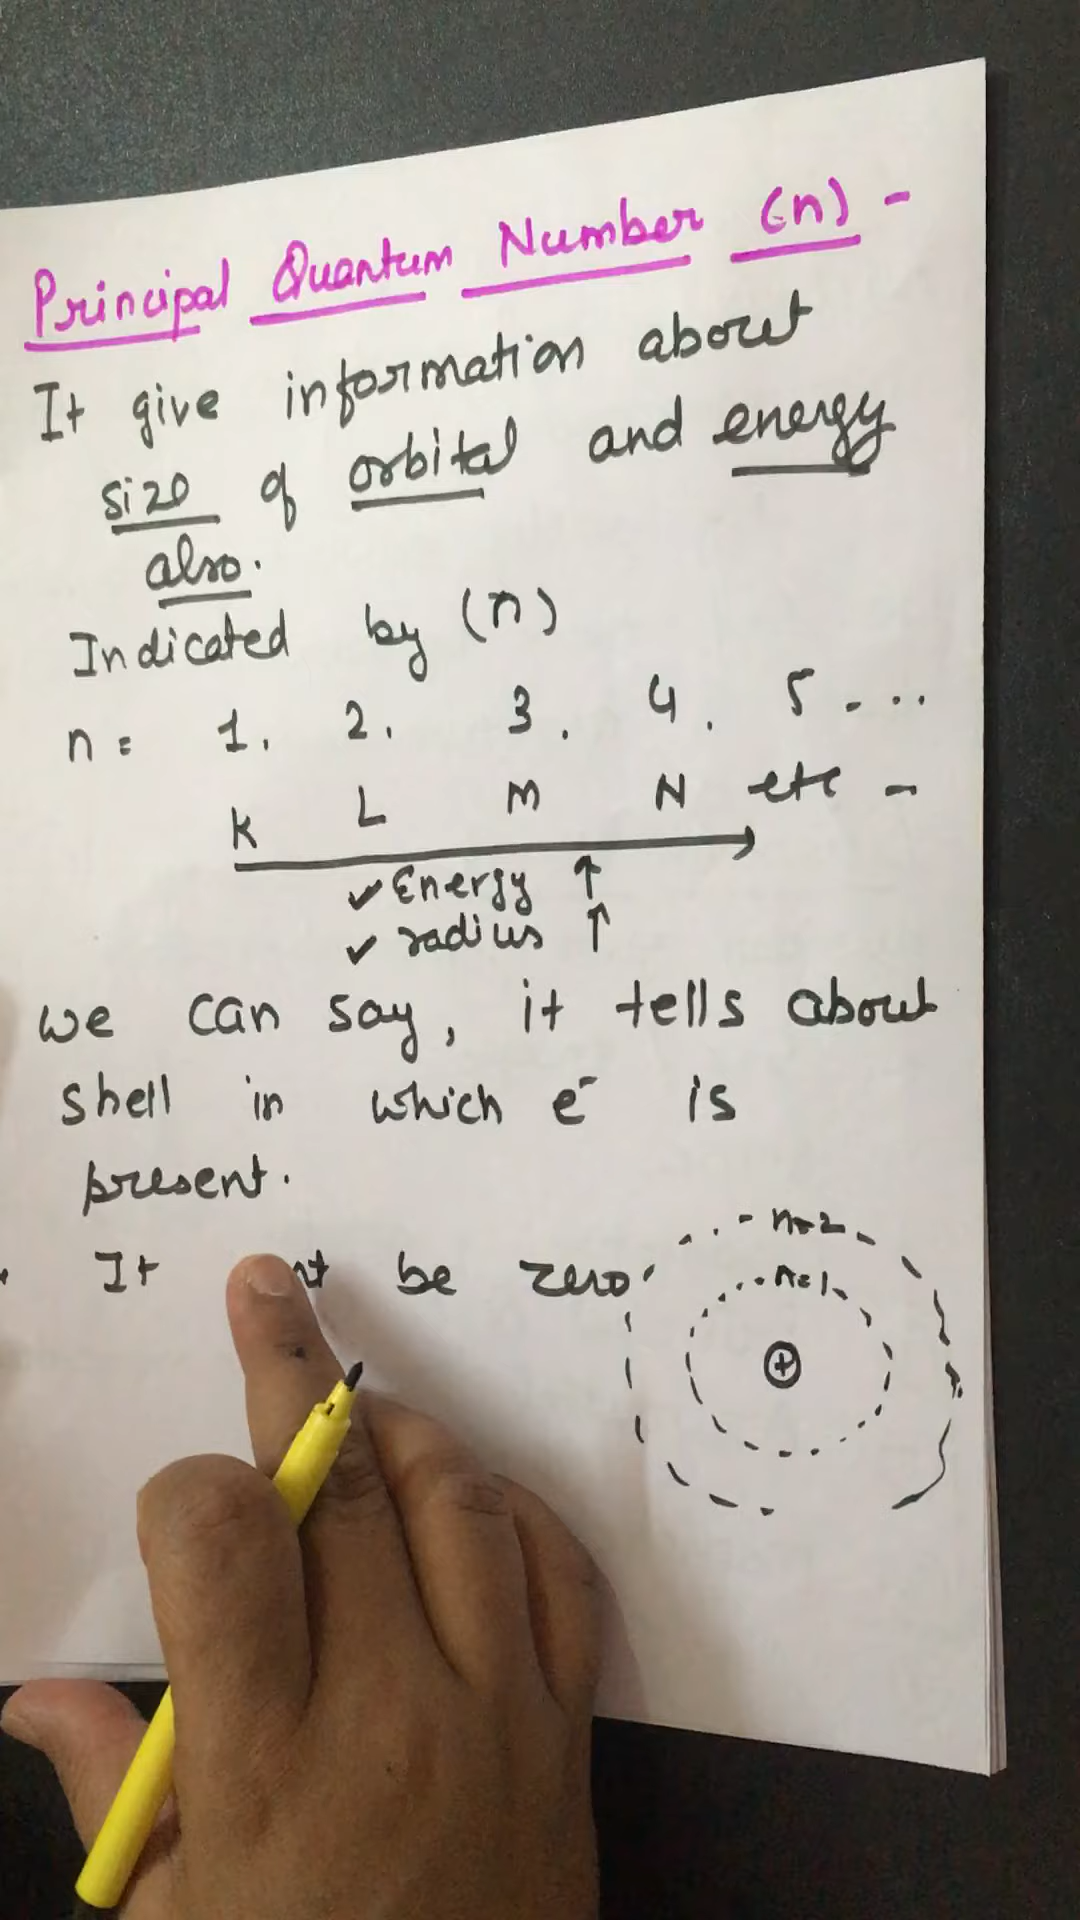 Principal Quantum Number (n) -
It give information about
size of orbital and energy
also.
Indicated by (n)
n = 1, 2, 3, 4, 5 ....
K L M N etc -
✓ Energy ↑
✓ radius ↑
we can say, it tells about
shell in which e⁻ is
present.
It be zero
n=2
n=1
+